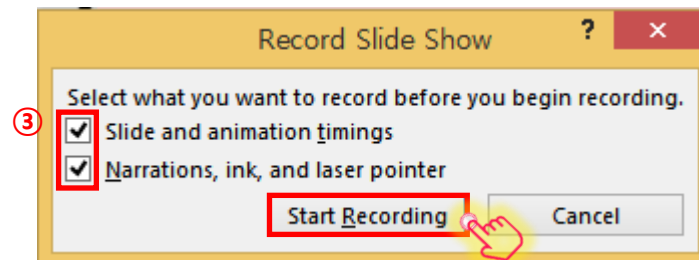 Record Slide Show ? ×
Select what you want to record before you begin recording.
③
Slide and animation timings
Narrations, ink, and laser pointer
Start Recording Cancel